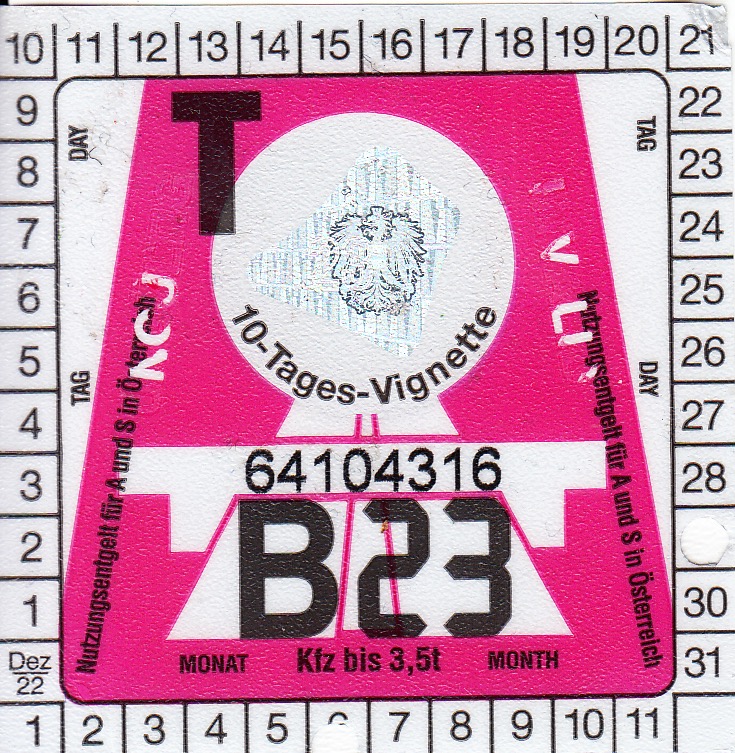 10 11 12 13 14 15 16 17 18 19 20 21
9 22
T
DAY TAG
8 23
7 24
6 25
5 26
TAG DAY
10-Tages-Vignette
4 27
3 28
64104316
Nutzungsentgelt für A und S in Österreich
Nutzungsentgelt für A und S in Österreich
2
B23
1 30
Dez
22
31
MONAT Kfz bis 3,5t MONTH
1 2 3 4 5 7 8 9 10 11